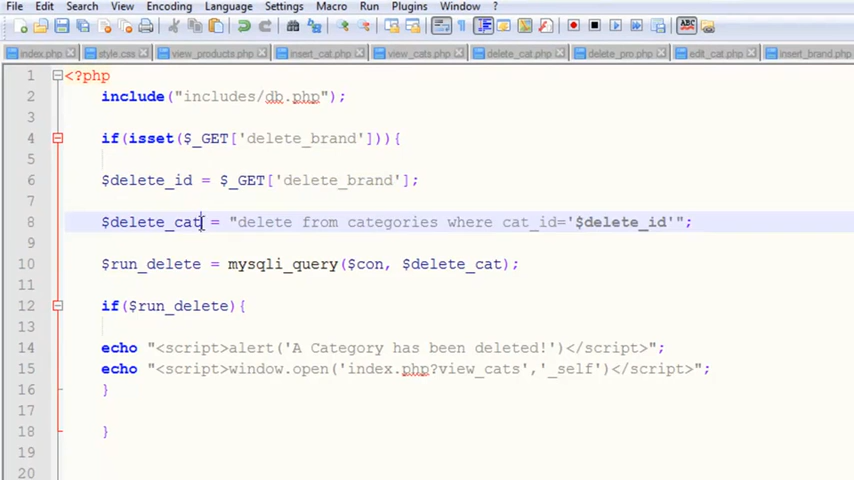 File Edit Search View Encoding Language Settings Macro Run Plugins Window ?
index.php style.css view_products.php insert_cat.php view_cats.php delete_cat.php delete_pro.php edit_cat.php insert_brand.php
1 <?php
2 include("includes/db.php");
3
4 if(isset($_GET['delete_brand'])){
5
6 $delete_id = $_GET['delete_brand'];
7
8 $delete_cat = "delete from categories where cat_id='$delete_id'";
9
10 $run_delete = mysqli_query($con, $delete_cat);
11
12 if($run_delete){
13
14 echo "<script>alert('A Category has been deleted!')</script>";
15 echo "<script>window.open('index.php?view_cats','_self')</script>";
16 }
17
18 }
19
20